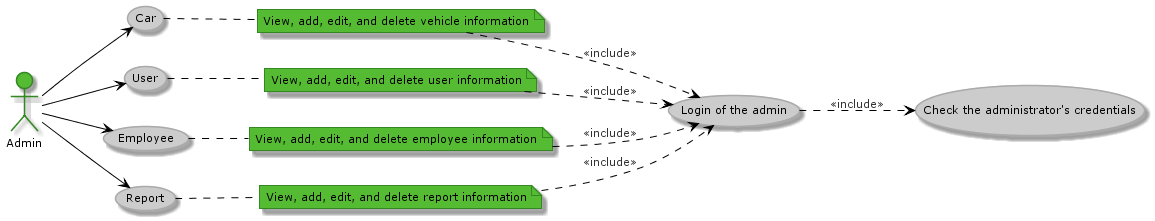 Car
View, add, edit, and delete vehicle information
«include»
User
View, add, edit, and delete user information
«include»
Login of the admin
«include»
Check the administrator's credentials
Admin
Employee
View, add, edit, and delete employee information
«include»
«include»
Report
View, add, edit, and delete report information